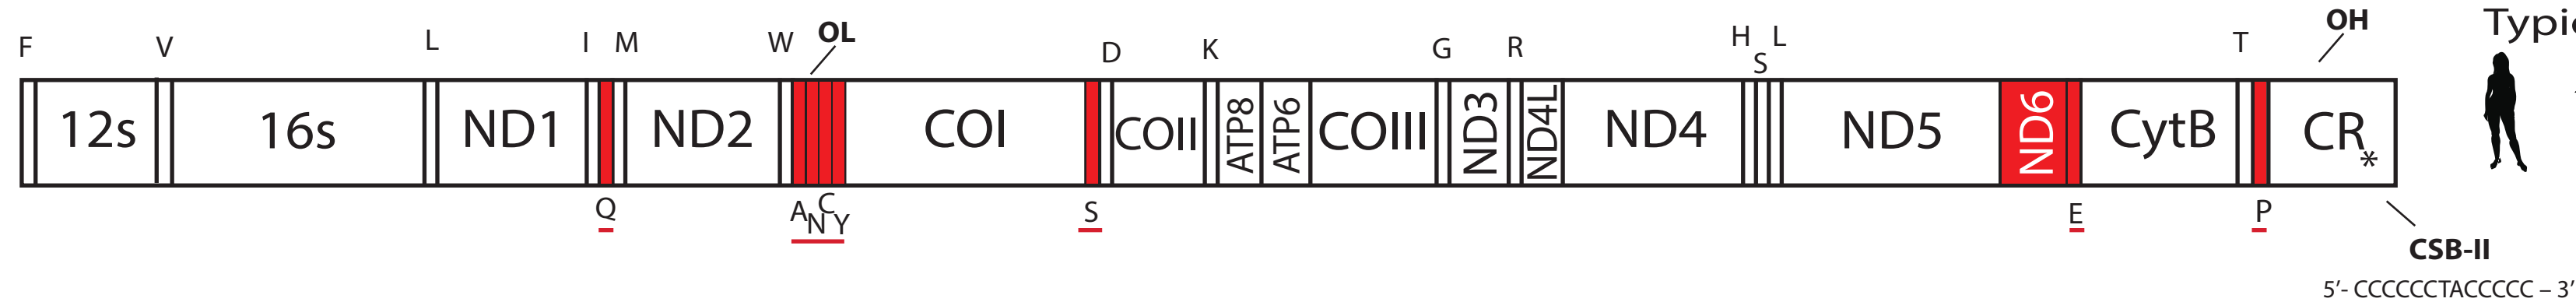 F V L I M W OL D K G R H S L T OH Typic
12s 16s ND1 ND2 COI COII ATP8 ATP6 COIII ND3 ND4L ND4 ND5 ND6 CytB CR*
Q A N C Y S E P
CSB-II
5’- CCCCCCTACCCCC – 3’